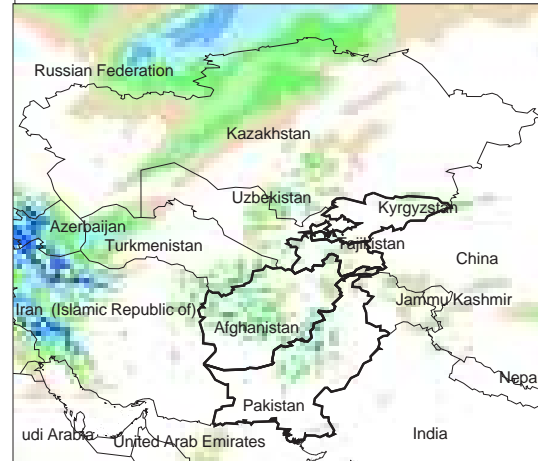 Russian Federation
Kazakhstan
Uzbekistan
Kyrgyzstan
Azerbaijan
Turkmenistan
Tajikistan
China
Iran (Islamic Republic of)
Jammu/Kashmir
Afghanistan
Nepa
Pakistan
udi Arabia
United Arab Emirates
India